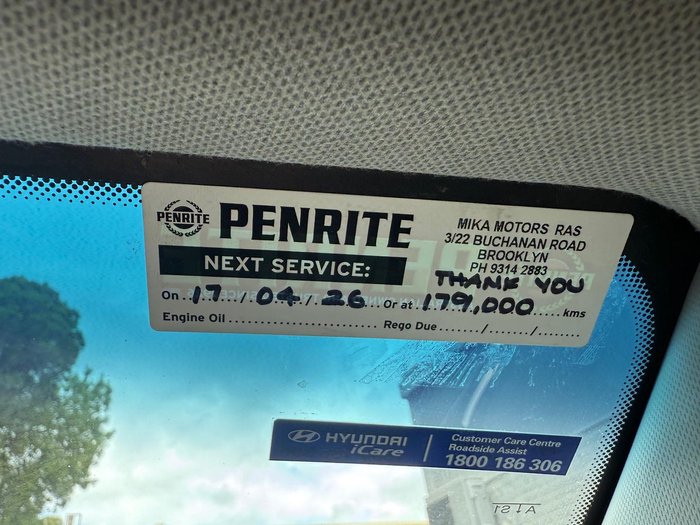 PENRITE
PENRITE
MIKA MOTORS RAS
3/22 BUCHANAN ROAD
BROOKLYN
PH 9314 2883
NEXT SERVICE:
THANK YOU
On 17 / 04 / 26 Or at 179,000 kms
Engine Oil .......................... Rego Due ......./......./.......
HYUNDAI
iCare
Customer Care Centre
Roadside Assist
1800 186 306